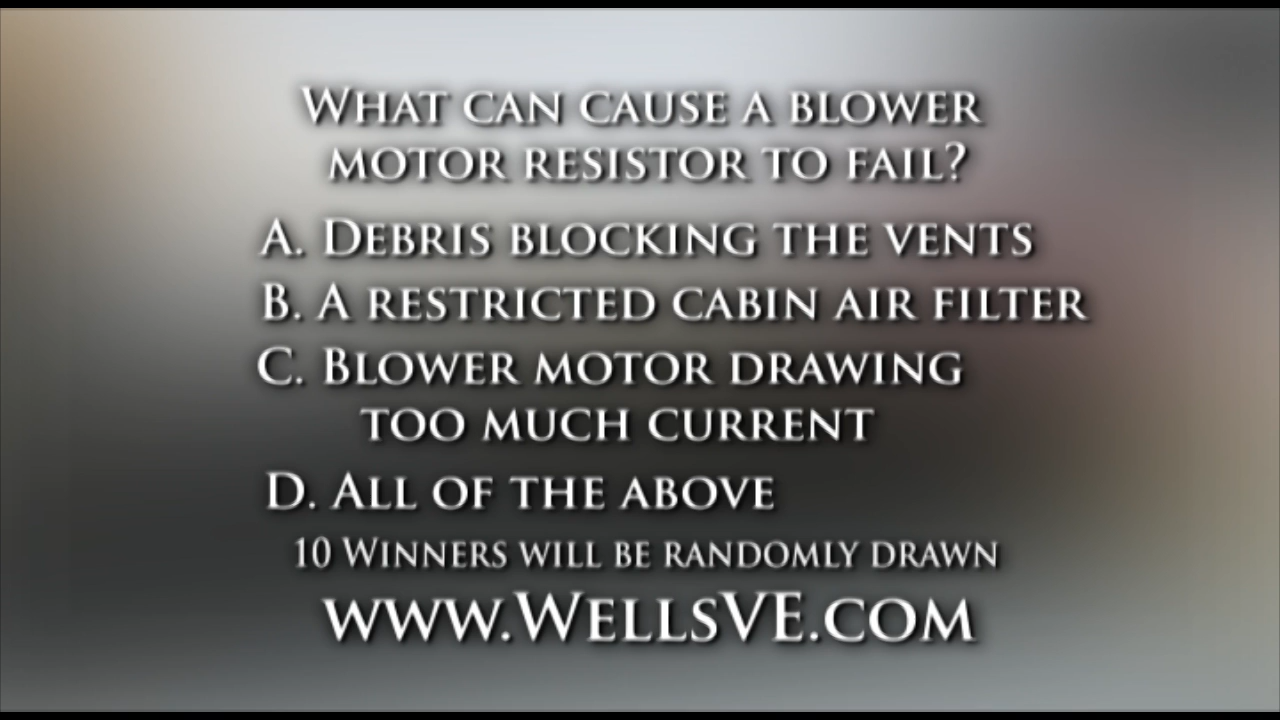 What can cause a blower
motor resistor to fail?
A. Debris blocking the vents
B. A restricted cabin air filter
C. Blower motor drawing
too much current
D. All of the above
10 Winners will be randomly drawn
www.WellsVE.com